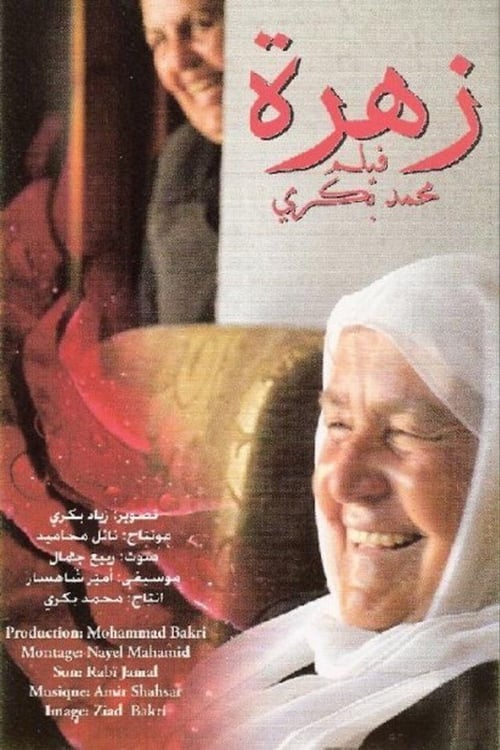 زهرة
فيلم
محمد بكري
تصوير: زياد بكري
مونتاج: نائل محاميد
صوت: ربيع جمال
موسيقى: أمير شاهسار
انتاج: محمد بكري
Production: Mohammad Bakri
Montage: Nayel Mahamid
Son: Rabï Jamal
Musique: Amir Shahsar
Image: Ziad Bakri